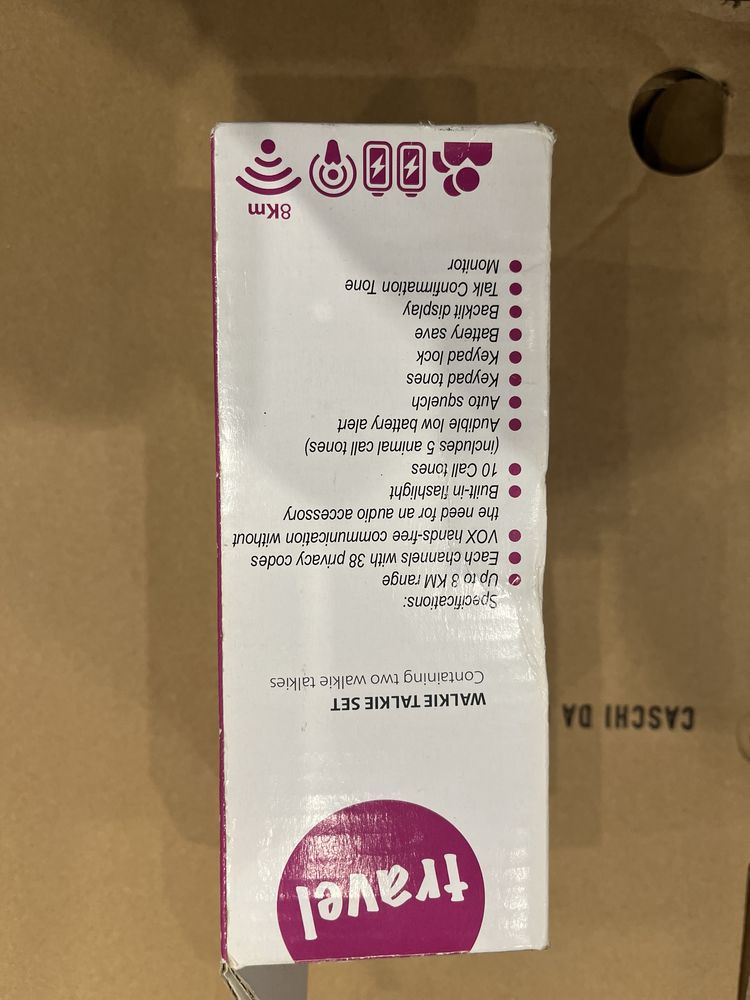 travel
WALKIE TALKIE SET
Containing two walkie talkies
Specifications:
Up to 8 KM range
Each channels with 38 privacy codes
VOX hands-free communication without
the need for an audio accessory
Built-in flashlight
10 Call tones
(includes 5 animal call tones)
Audible low battery alert
Auto squelch
Keypad tones
Keypad lock
Battery save
Backlit display
Talk Confirmation Tone
Monitor
8Km
CASCHI DA